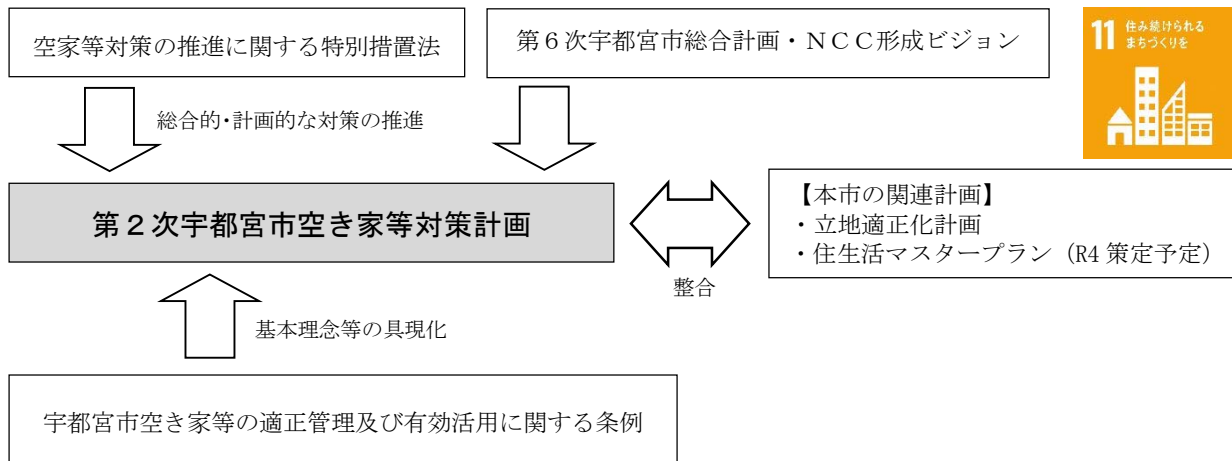 空家等対策の推進に関する特別措置法
第６次宇都宮市総合計画・ＮＣＣ形成ビジョン
11 住み続けられる
まちづくりを
総合的・計画的な対策の推進
第２次宇都宮市空き家等対策計画
【本市の関連計画】
・立地適正化計画
・住生活マスタープラン（R4 策定予定）
整合
基本理念等の具現化
宇都宮市空き家等の適正管理及び有効活用に関する条例